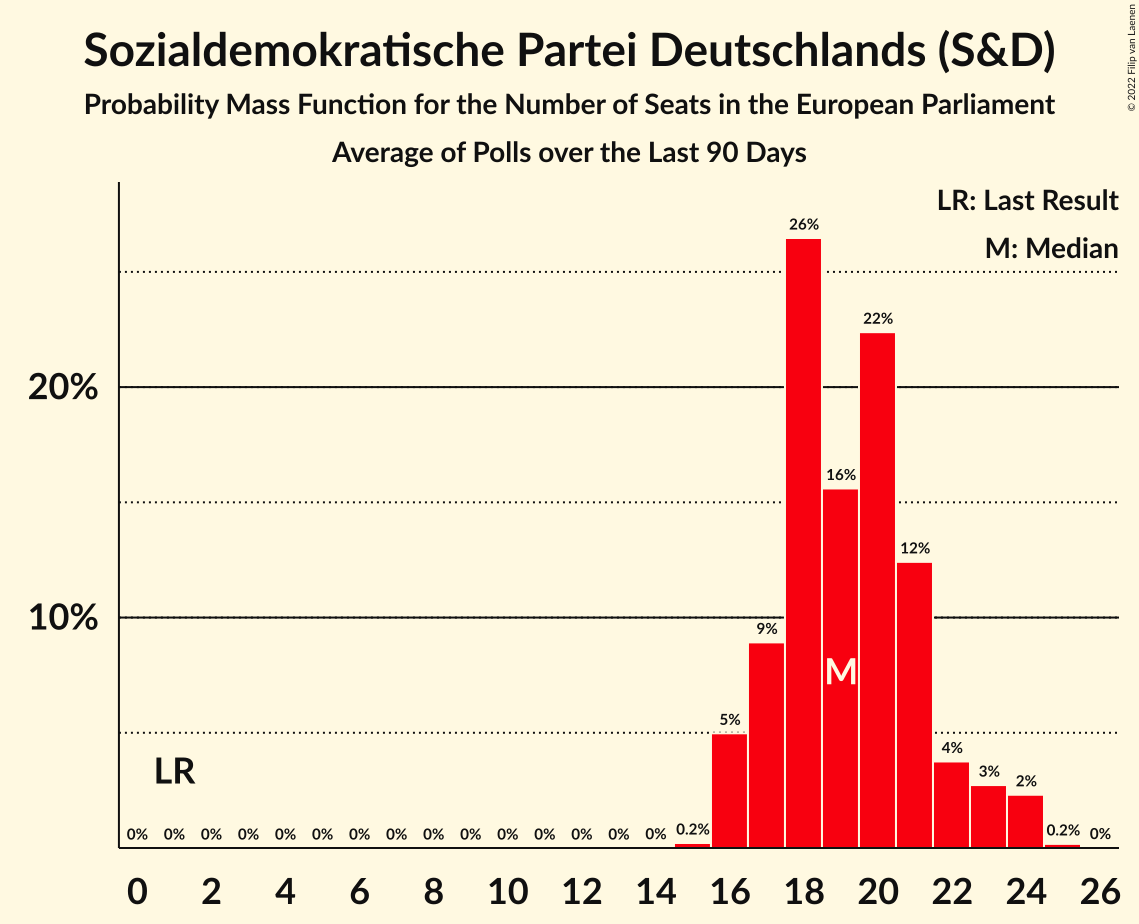 Sozialdemokratische Partei Deutschlands (S&D)
Probability Mass Function for the Number of Seats in the European Parliament
Average of Polls over the Last 90 Days
© 2022 Filip van Laenen
LR: Last Result
M: Median
26%
22%
20%
16%
12%
10%
9%
M
5%
4%
3%
2%
LR
0% 0% 0% 0% 0% 0% 0% 0% 0% 0% 0% 0% 0% 0% 0% 0.2% 0.2% 0%
0 2 4 6 8 10 12 14 16 18 20 22 24 26